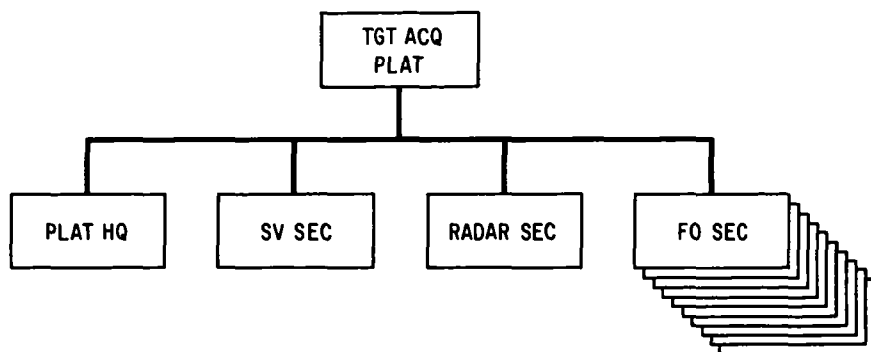 TGT ACQ
PLAT
PLAT HQ
SV SEC
RADAR SEC
FO SEC